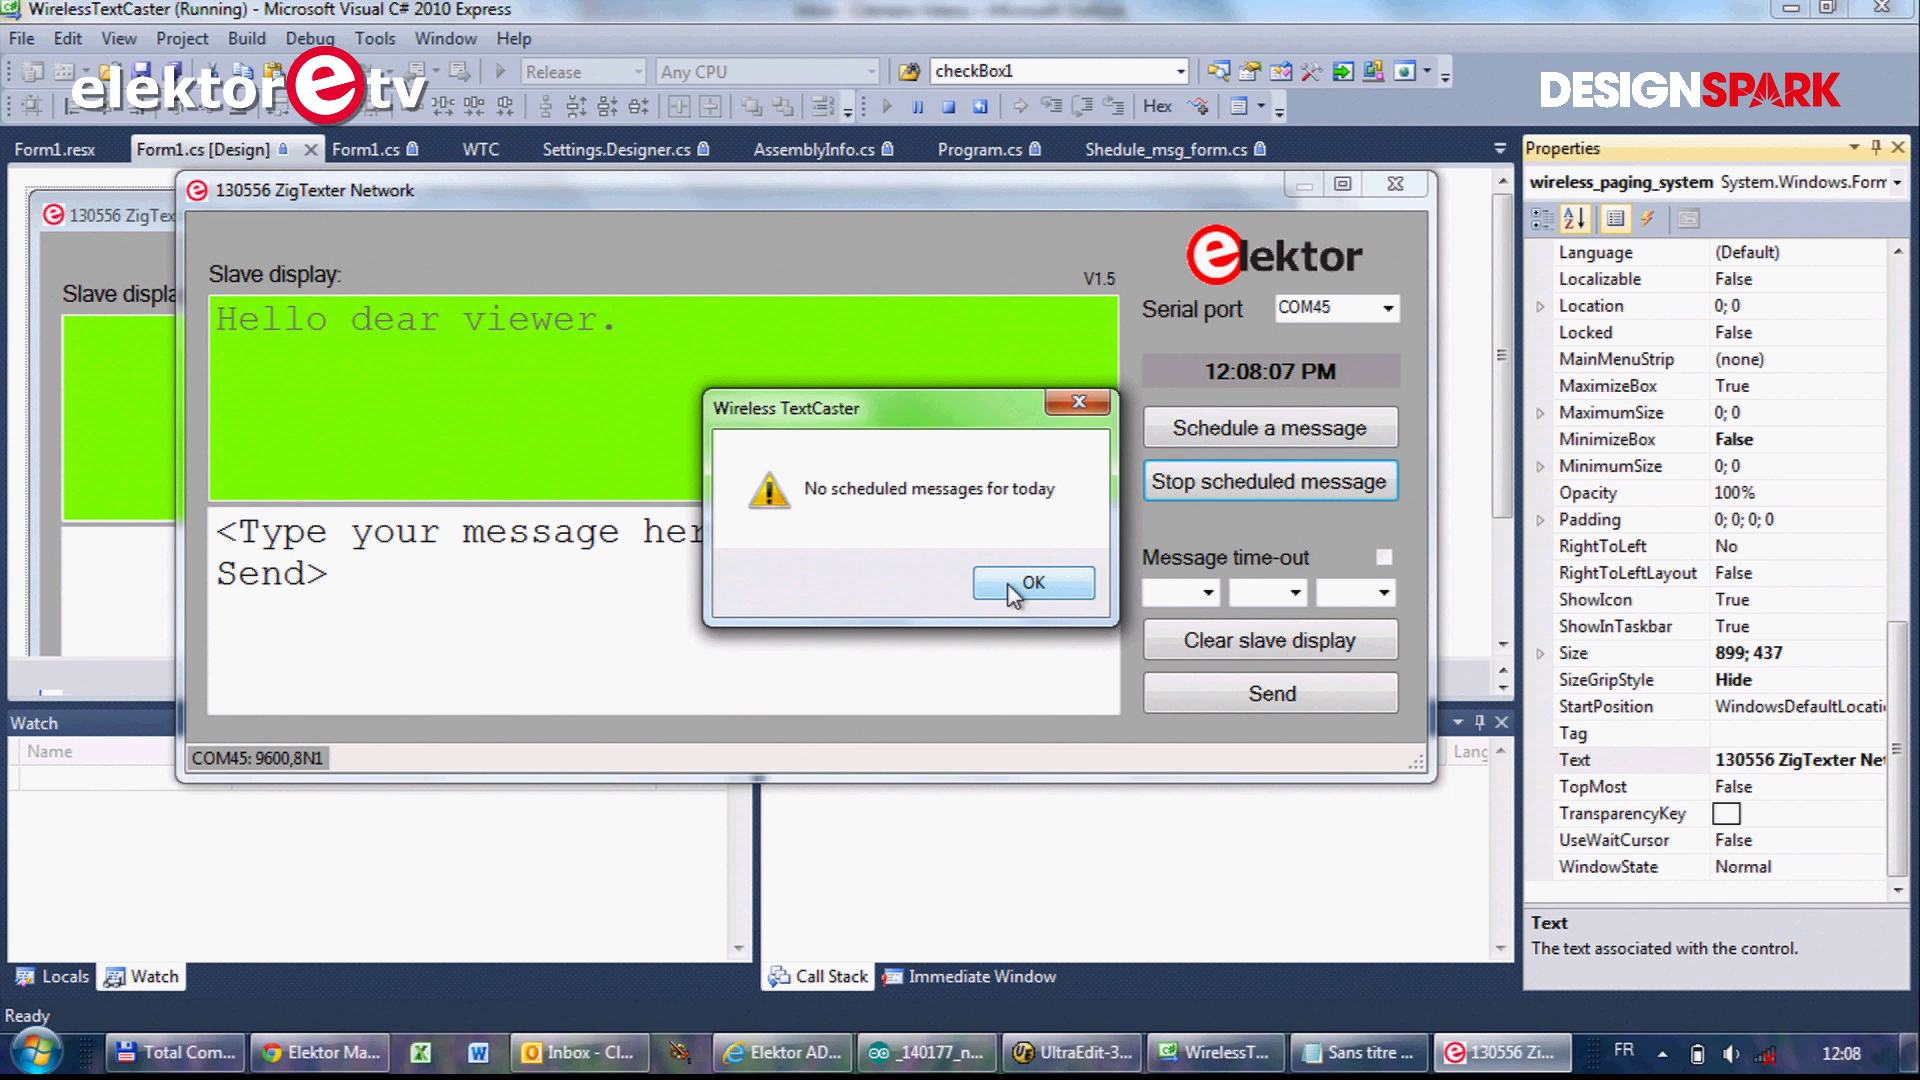 WirelessTextCaster (Running) - Microsoft Visual C# 2010 Express
File Edit View Project Build Debug Tools Window Help
Release Any CPU checkBox1
elektor e tv
DESIGNSPARK
Hex
Form1.resx Form1.cs [Design] Form1.cs WTC Settings.Designer.cs AssemblyInfo.cs Program.cs Shedule_msg_form.cs
130556 ZigTe
Slave displa
130556 ZigTexter Network
elektor
Slave display:
V1.5
Hello dear viewer.
Serial port COM45
12:08:07 PM
Schedule a message
Stop scheduled message
Message time-out
Clear slave display
Send
<Type your message her
Send>
COM45: 9600,8N1
Wireless TextCaster
No scheduled messages for today
OK
Properties
wireless_paging_system System.Windows.Form
Language (Default)
Localizable False
Location 0; 0
Locked False
MainMenuStrip (none)
MaximizeBox True
MaximumSize 0; 0
MinimizeBox False
MinimumSize 0; 0
Opacity 100%
Padding 0; 0; 0; 0
RightToLeft No
RightToLeftLayout False
ShowIcon True
ShowInTaskbar True
Size 899; 437
SizeGripStyle Hide
StartPosition WindowsDefaultLocati
Tag
Text 130556 ZigTexter Net
TopMost False
TransparencyKey
UseWaitCursor False
WindowState Normal
Text
The text associated with the control.
Watch
Name
Lang
Locals Watch
Call Stack Immediate Window
Ready
Total Com... Elektor Ma... Inbox - Cl... Elektor AD... _140177_n... UltraEdit-3... WirelessT... Sans titre ... 130556 Zi... FR 12:08